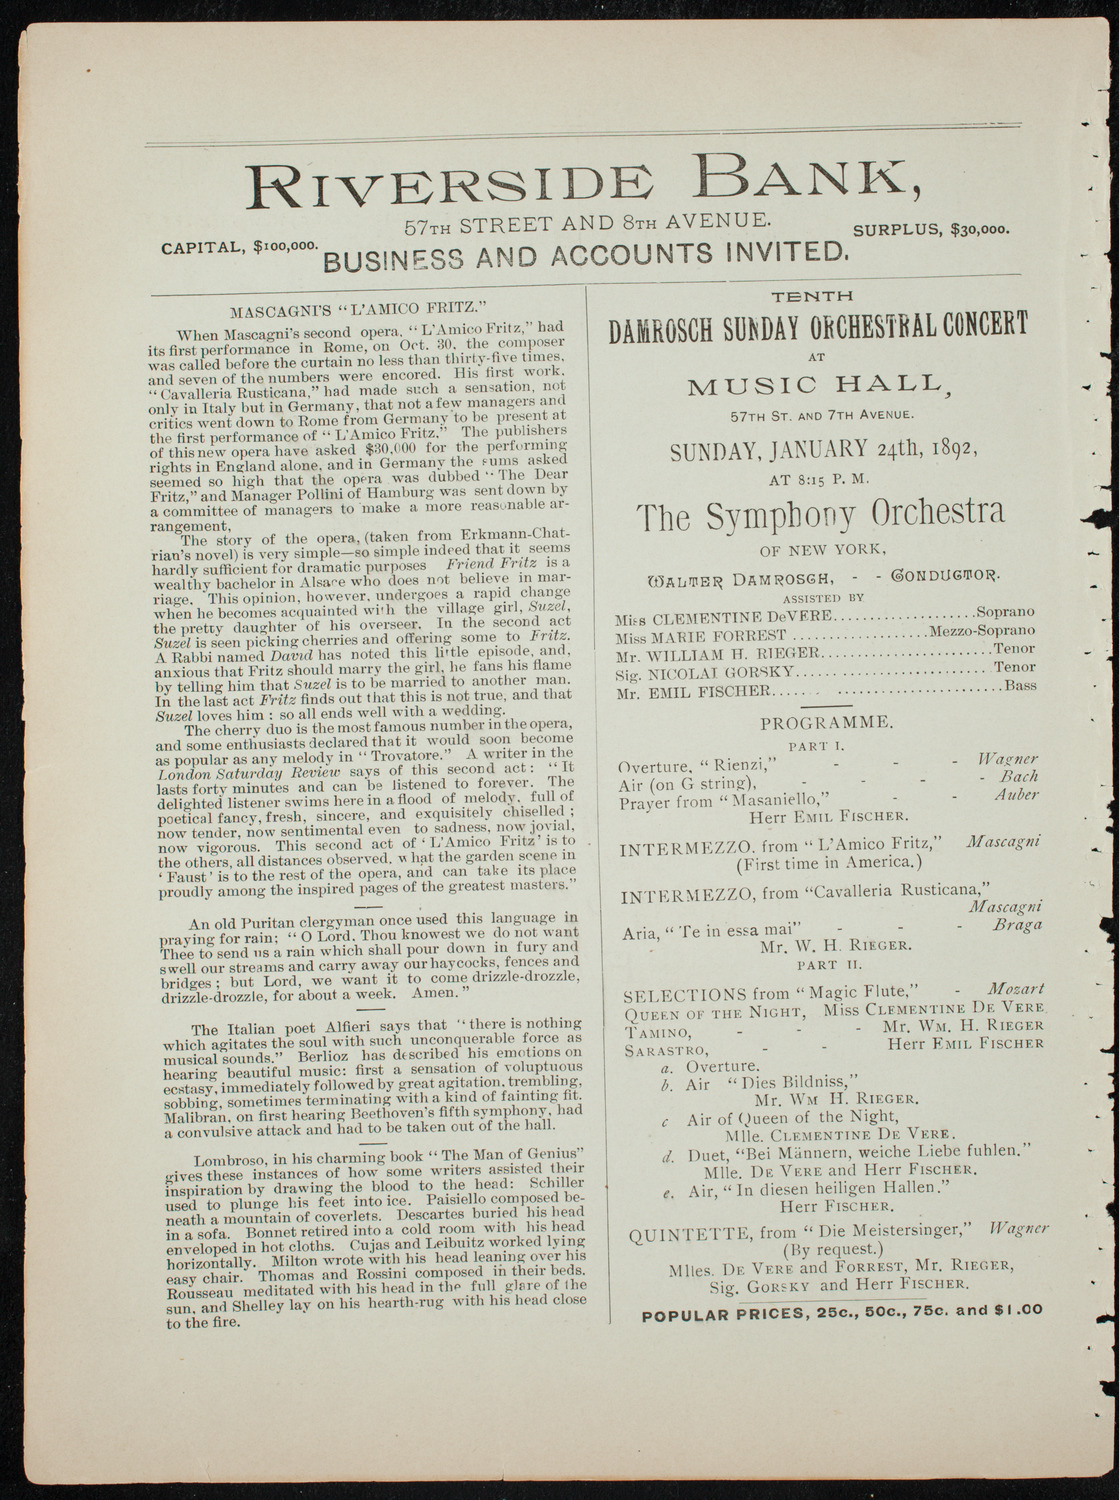 RIVERSIDE BANK,
57TH STREET AND 8TH AVENUE.
CAPITAL, $100,000.
SURPLUS, $30,000.
BUSINESS AND ACCOUNTS INVITED.
MASCAGNI'S "L'AMICO FRITZ."
When Mascagni's second opera, "L'Amico Fritz," had
its first performance in Rome, on Oct. 30, the composer
was called before the curtain no less than thirty-five times,
and seven of the numbers were encored. His first work,
"Cavalleria Rusticana," had made such a sensation, not
only in Italy but in Germany, that not a few managers and
critics went down to Rome from Germany to be present at
the first performance of "L'Amico Fritz." The publishers
of this new opera have asked $30,000 for the performing
rights in England alone, and in Germany the sums asked
seemed so high that the opera was dubbed "The Dear
Fritz," and Manager Pollini of Hamburg was sent down by
a committee of managers to make a more reasonable ar-
rangement,
The story of the opera, (taken from Erkmann-Chat-
rian's novel) is very simple—so simple indeed that it seems
hardly sufficient for dramatic purposes Friend Fritz is a
wealthy bachelor in Alsace who does not believe in mar-
riage. This opinion, however, undergoes a rapid change
when he becomes acquainted with the village girl, Suzel,
the pretty daughter of his overseer. In the second act
Suzel is seen picking cherries and offering some to Fritz.
A Rabbi named David has noted this little episode, and,
anxious that Fritz should marry the girl, he fans his flame
by telling him that Suzel is to be married to another man.
In the last act Fritz finds out that this is not true, and that
Suzel loves him : so all ends well with a wedding.
The cherry duo is the most famous number in the opera,
and some enthusiasts declared that it would soon become
as popular as any melody in "Trovatore." A writer in the
London Saturday Review says of this second act: "It
lasts forty minutes and can be listened to forever. The
delighted listener swims here in a flood of melody, full of
poetical fancy, fresh, sincere, and exquisitely chiselled ;
now tender, now sentimental even to sadness, now jovial,
now vigorous. This second act of 'L'Amico Fritz' is to
the others, all distances observed, what the garden scene in
'Faust' is to the rest of the opera, and can take its place
proudly among the inspired pages of the greatest masters."
An old Puritan clergyman once used this language in
praying for rain; "O Lord, Thou knowest we do not want
Thee to send us a rain which shall pour down in fury and
swell our streams and carry away our haycocks, fences and
bridges ; but Lord, we want it to come drizzle-drozzle,
drizzle-drozzle, for about a week. Amen."
The Italian poet Alfieri says that "there is nothing
which agitates the soul with such unconquerable force as
musical sounds." Berlioz has described his emotions on
hearing beautiful music: first a sensation of voluptuous
ecstasy, immediately followed by great agitation, trembling,
sobbing, sometimes terminating with a kind of fainting fit.
Malibran, on first hearing Beethoven's fifth symphony, had
a convulsive attack and had to be taken out of the hall.
Lombroso, in his charming book "The Man of Genius"
gives these instances of how some writers assisted their
inspiration by drawing the blood to the head: Schiller
used to plunge his feet into ice. Paisiello composed be-
neath a mountain of coverlets. Descartes buried his head
in a sofa. Bonnet retired into a cold room with his head
enveloped in hot cloths. Cujas and Leibuitz worked lying
horizontally. Milton wrote with his head leaning over his
easy chair. Thomas and Rossini composed in their beds.
Rousseau meditated with his head in the full glare of the
sun, and Shelley lay on his hearth-rug with his head close
to the fire.
TENTH
DAMROSCH SUNDAY ORCHESTRAL CONCERT
AT
MUSIC HALL,
57TH ST. AND 7TH AVENUE.
SUNDAY, JANUARY 24th, 1892,
AT 8:15 P. M.
The Symphony Orchestra
OF NEW YORK,
WALTER DAMROSCH, - - CONDUCTOR.
ASSISTED BY
Miss CLEMENTINE DeVERE....................Soprano
Miss MARIE FORREST ...................Mezzo-Soprano
Mr. WILLIAM H. RIEGER........................Tenor
Sig. NICOLAI GORSKY...........................Tenor
Mr. EMIL FISCHER...............................Bass
PROGRAMME.
PART I.
Overture, "Rienzi," - - - Wagner
Air (on G string), - - - - Bach
Prayer from "Masaniello," - - Auber
Herr EMIL FISCHER.
INTERMEZZO, from "L'Amico Fritz," Mascagni
(First time in America.)
INTERMEZZO, from "Cavalleria Rusticana,"
Mascagni
Aria, "Te in essa mai" - - - Braga
Mr. W. H. RIEGER.
PART II.
SELECTIONS from "Magic Flute," - Mozart
QUEEN OF THE NIGHT, Miss CLEMENTINE DE VERE
TAMINO, - - - Mr. WM. H. RIEGER
SARASTRO, - - Herr EMIL FISCHER
a. Overture.
b. Air "Dies Bildniss,"
Mr. WM H. RIEGER.
c Air of Queen of the Night,
Mlle. CLEMENTINE DE VERE.
d. Duet, "Bei Männern, weiche Liebe fuhlen."
Mlle. DE VERE and Herr FISCHER.
e. Air, "In diesen heiligen Hallen."
Herr FISCHER.
QUINTETTE, from "Die Meistersinger," Wagner
(By request.)
Mlles. DE VERE and FORREST, Mr. RIEGER,
Sig. GORSKY and Herr FISCHER.
POPULAR PRICES, 25c., 50c., 75c. and $1.00